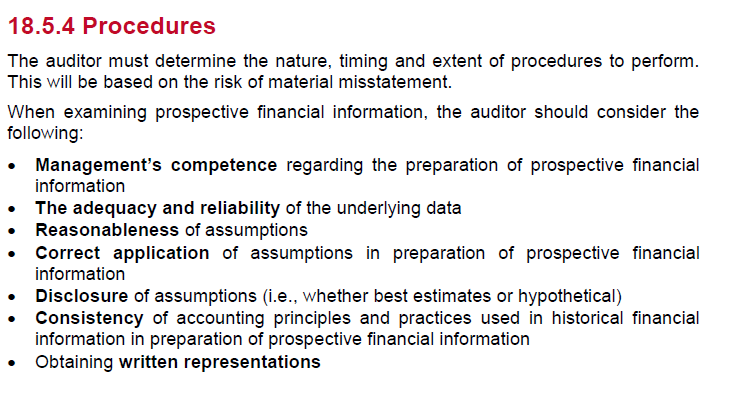 18.5.4 Procedures
The auditor must determine the nature, timing and extent of procedures to perform.
This will be based on the risk of material misstatement.
When examining prospective financial information, the auditor should consider the
following:
• Management’s competence regarding the preparation of prospective financial
information
• The adequacy and reliability of the underlying data
• Reasonableness of assumptions
• Correct application of assumptions in preparation of prospective financial
information
• Disclosure of assumptions (i.e., whether best estimates or hypothetical)
• Consistency of accounting principles and practices used in historical financial
information in preparation of prospective financial information
• Obtaining written representations